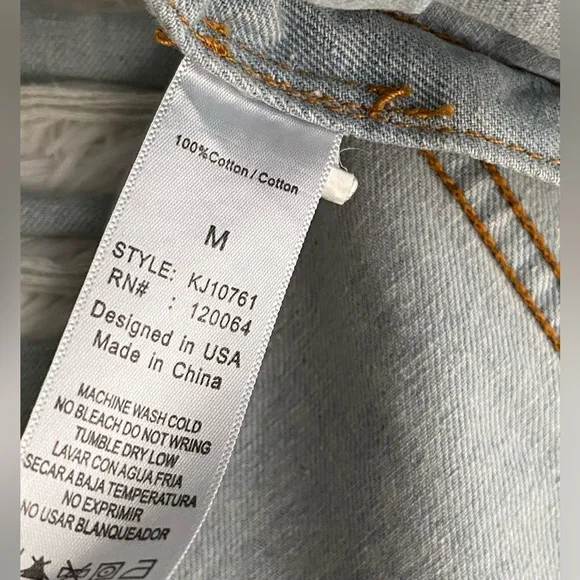 100%Cotton / Cotton
M
STYLE: KJ10761
RN# : 120064
Designed in USA
Made in China
MACHINE WASH COLD
NO BLEACH DO NOT WRING
TUMBLE DRY LOW
LAVAR CON AGUA FRIA
SECAR A BAJA TEMPERATURA
NO EXPRIMIR
NO USAR BLANQUEADOR